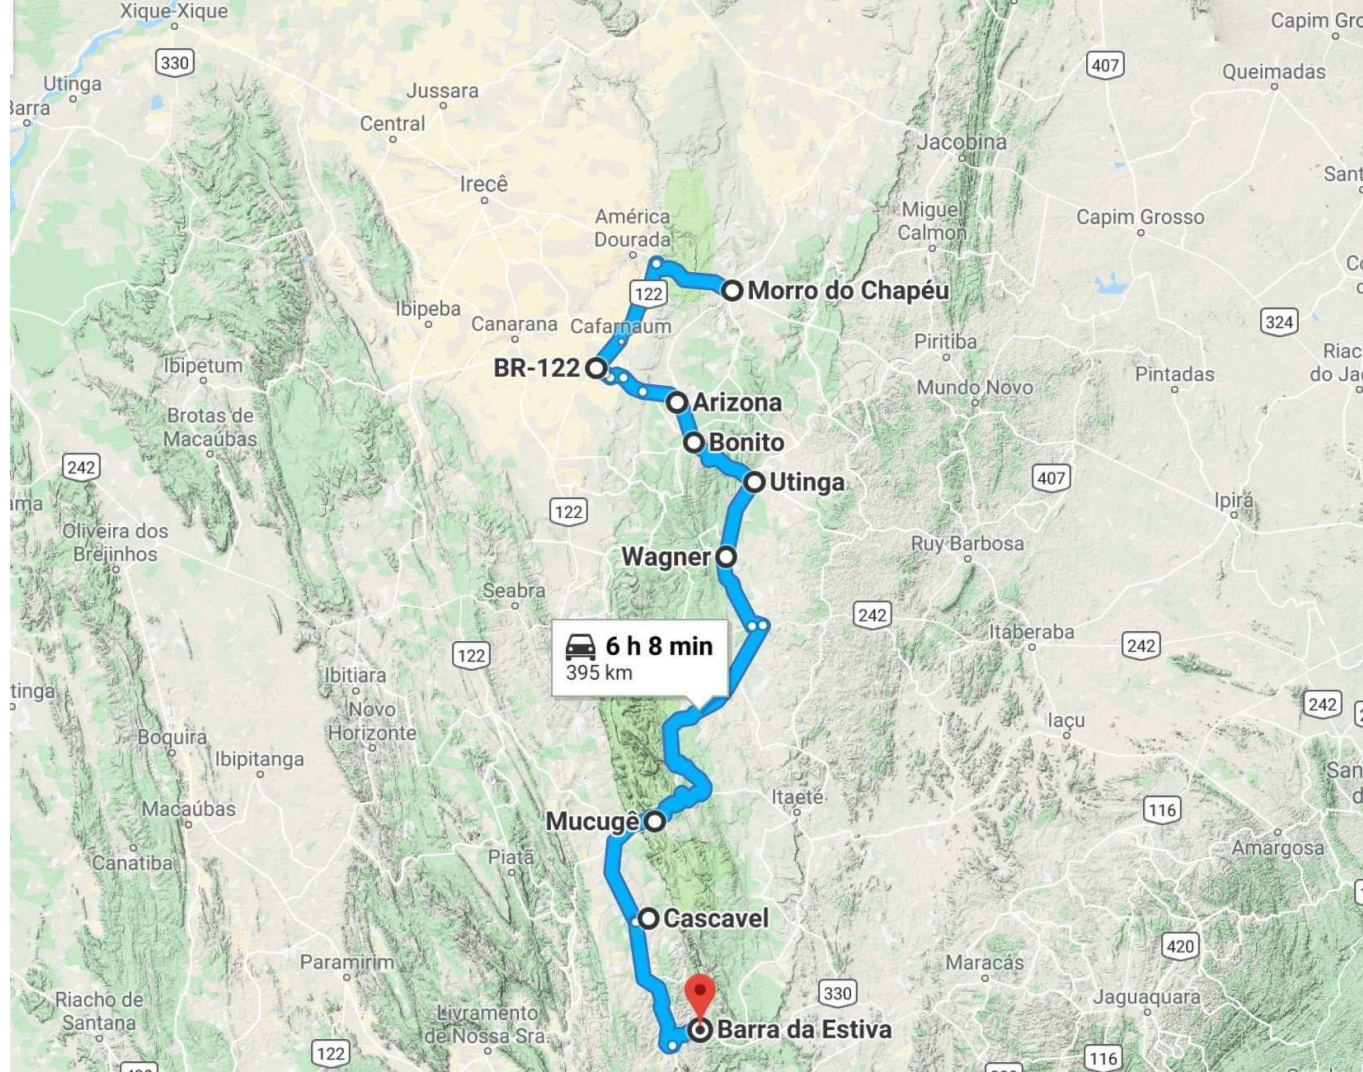 Xique-Xique
Capim Gro
330
407
Utinga
Queimadas
Jussara
Barra
Central
Jacobina
Irecê
Sant
América
Dourada
Miguel
Calmon
Capim Grosso
122
Morro do Chapéu
Ibipeba
Canarana
Cafarnaum
324
Piritiba
Ibipetum
BR-122
Riac
do Ja
Mundo Novo
Pintadas
Arizona
Brotas de
Macaúbas
Bonito
242
407
Utinga
Ipirá
ama
122
Oliveira dos
Brejinhos
Wagner
Ruy Barbosa
Seabra
242
6 h 8 min
395 km
Itaberaba
242
122
Ibitiara
tinga
Novo
Horizonte
242
Iaçu
Boquira
Ibipitanga
San
d
Itaeté
Macaúbas
116
Mucugê
Canatiba
Piatã
Amargosa
Cascavel
420
Paramirim
Maracás
330
Riacho de
Santana
Jaguaquara
Livramento
de Nossa Sra.
Barra da Estiva
122
116